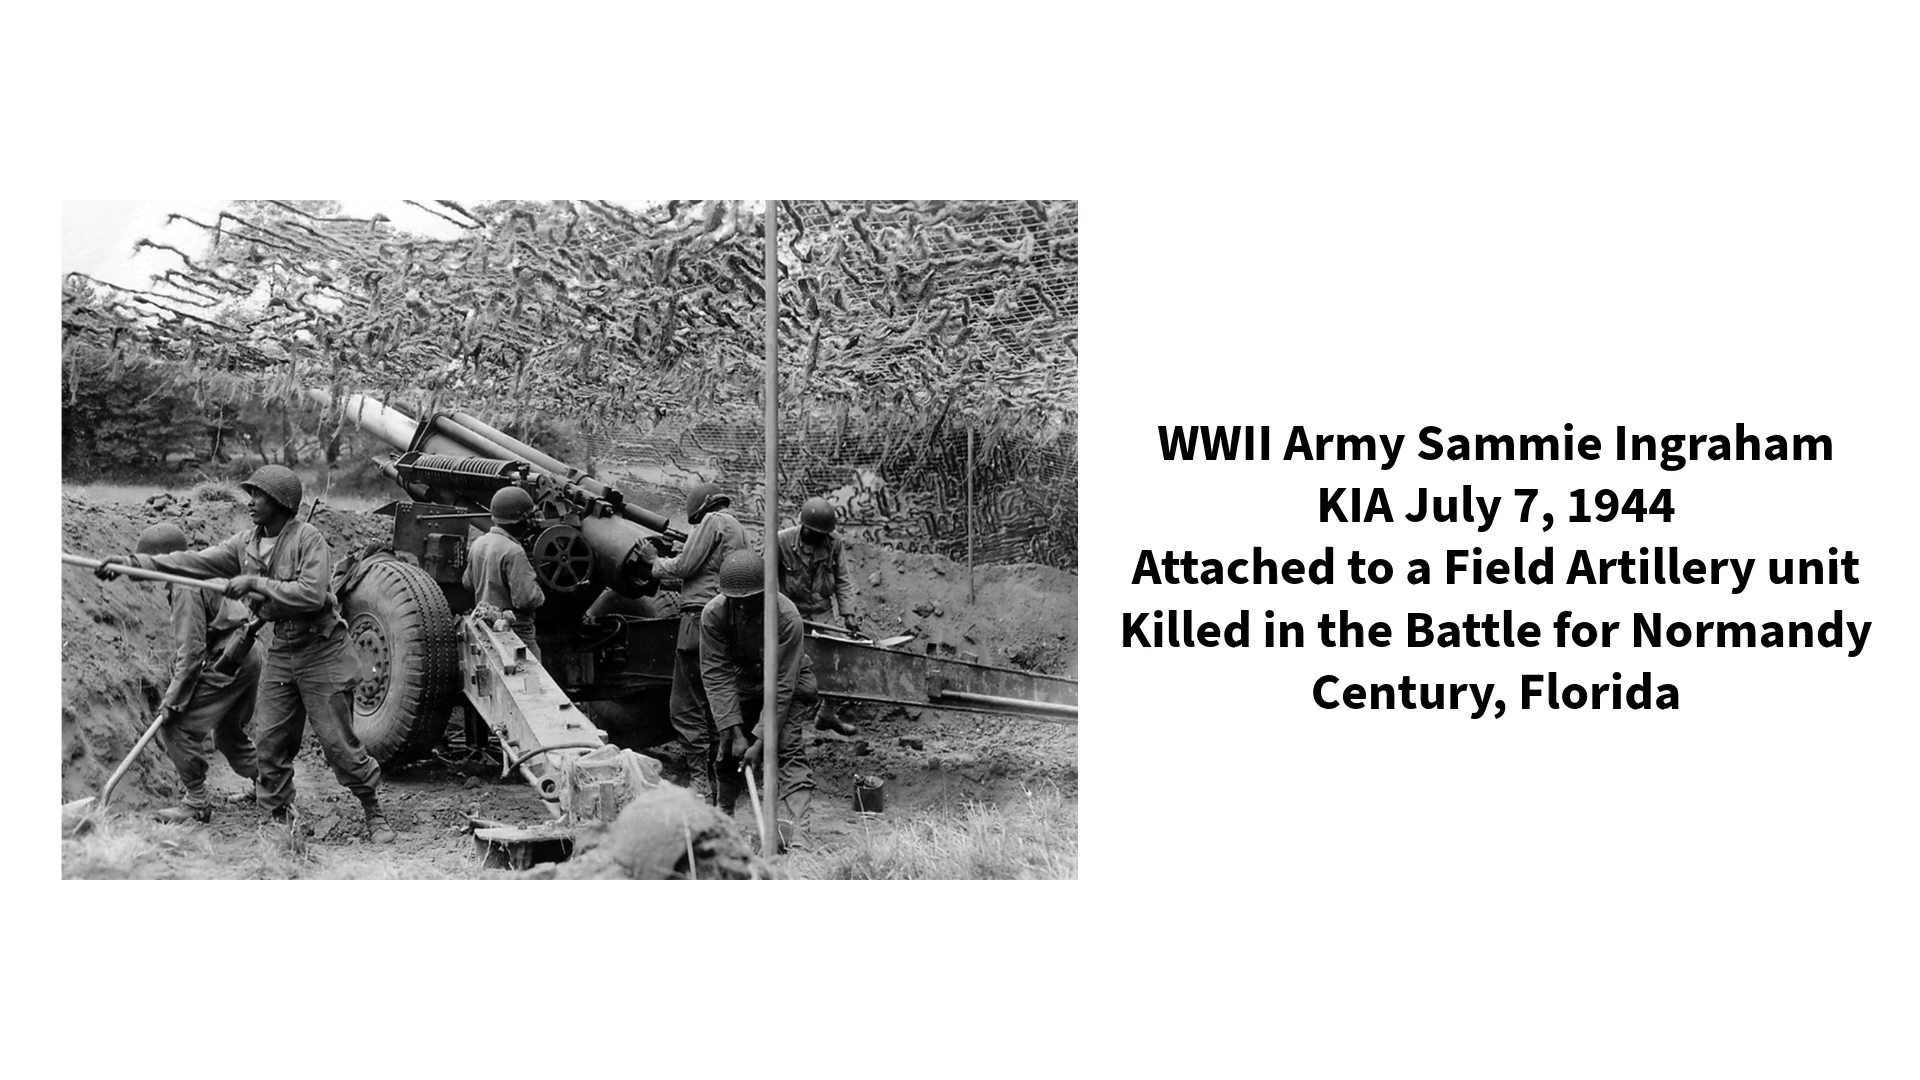 WWII Army Sammie Ingraham
KIA July 7, 1944
Attached to a Field Artillery unit
Killed in the Battle for Normandy
Century, Florida